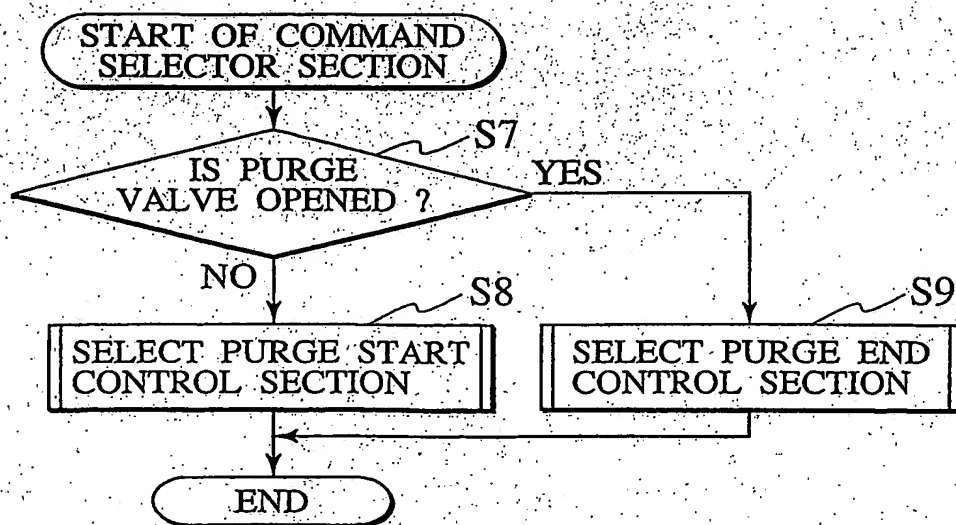 START OF COMMAND
SELECTOR SECTION
S7
IS PURGE
VALVE OPENED ?
YES
NO
S8
S9
SELECT PURGE START
CONTROL SECTION
SELECT PURGE END
CONTROL SECTION
END